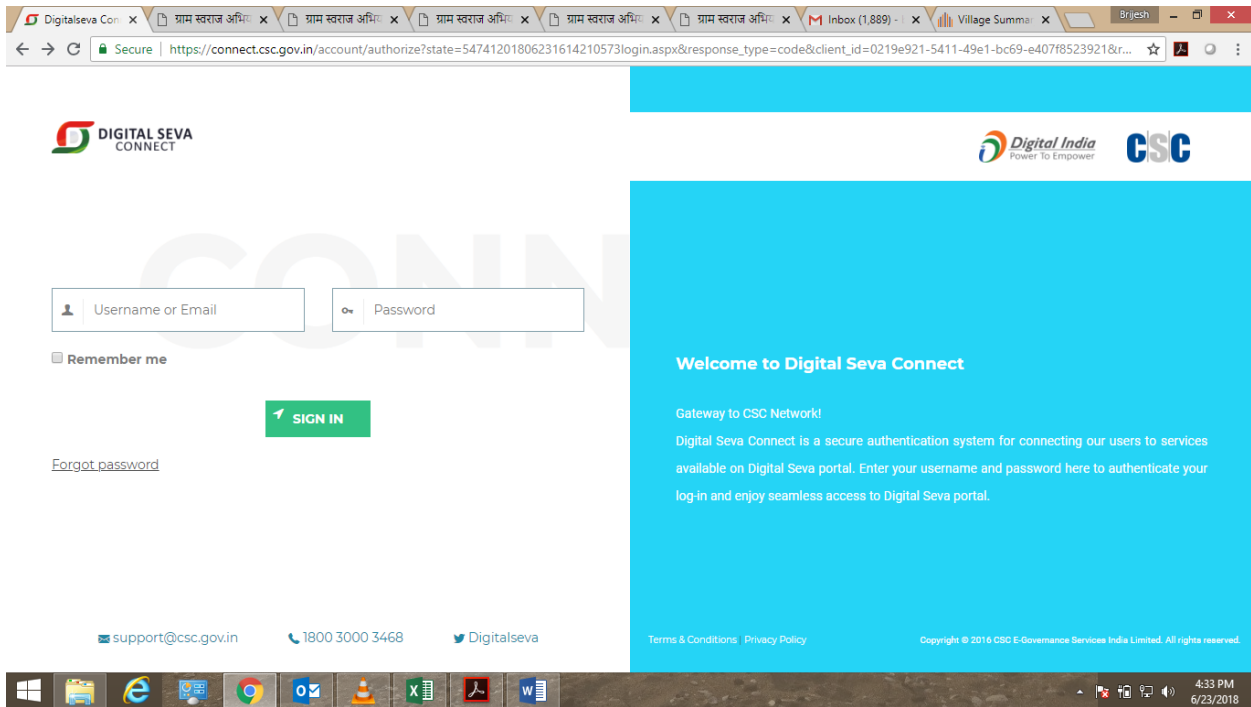 Digitalseva Con
ग्राम स्वराज अभि
ग्राम स्वराज अभि
ग्राम स्वराज अभि
ग्राम स्वराज अभि
ग्राम स्वराज अभि
Inbox (1,889) -
Village Summar
Brijesh
Secure
https://connect.csc.gov.in/account/authorize?state=54741201806231614210573login.aspx&response_type=code&client_id=0219e921-5411-49e1-bc69-e407f8523921&r...
DIGITAL SEVA
CONNECT
Digital India
Power To Empower
CSC
CONN
Username or Email
Password
Remember me
SIGN IN
Forgot password
Welcome to Digital Seva Connect
Gateway to CSC Network!
Digital Seva Connect is a secure authentication system for connecting our users to services
available on Digital Seva portal. Enter your username and password here to authenticate your
log-in and enjoy seamless access to Digital Seva portal.
support@csc.gov.in
1800 3000 3468
Digitalseva
Terms & Conditions | Privacy Policy
Copyright © 2016 CSC E-Governance Services India Limited. All rights reserved.
4:33 PM
6/23/2018